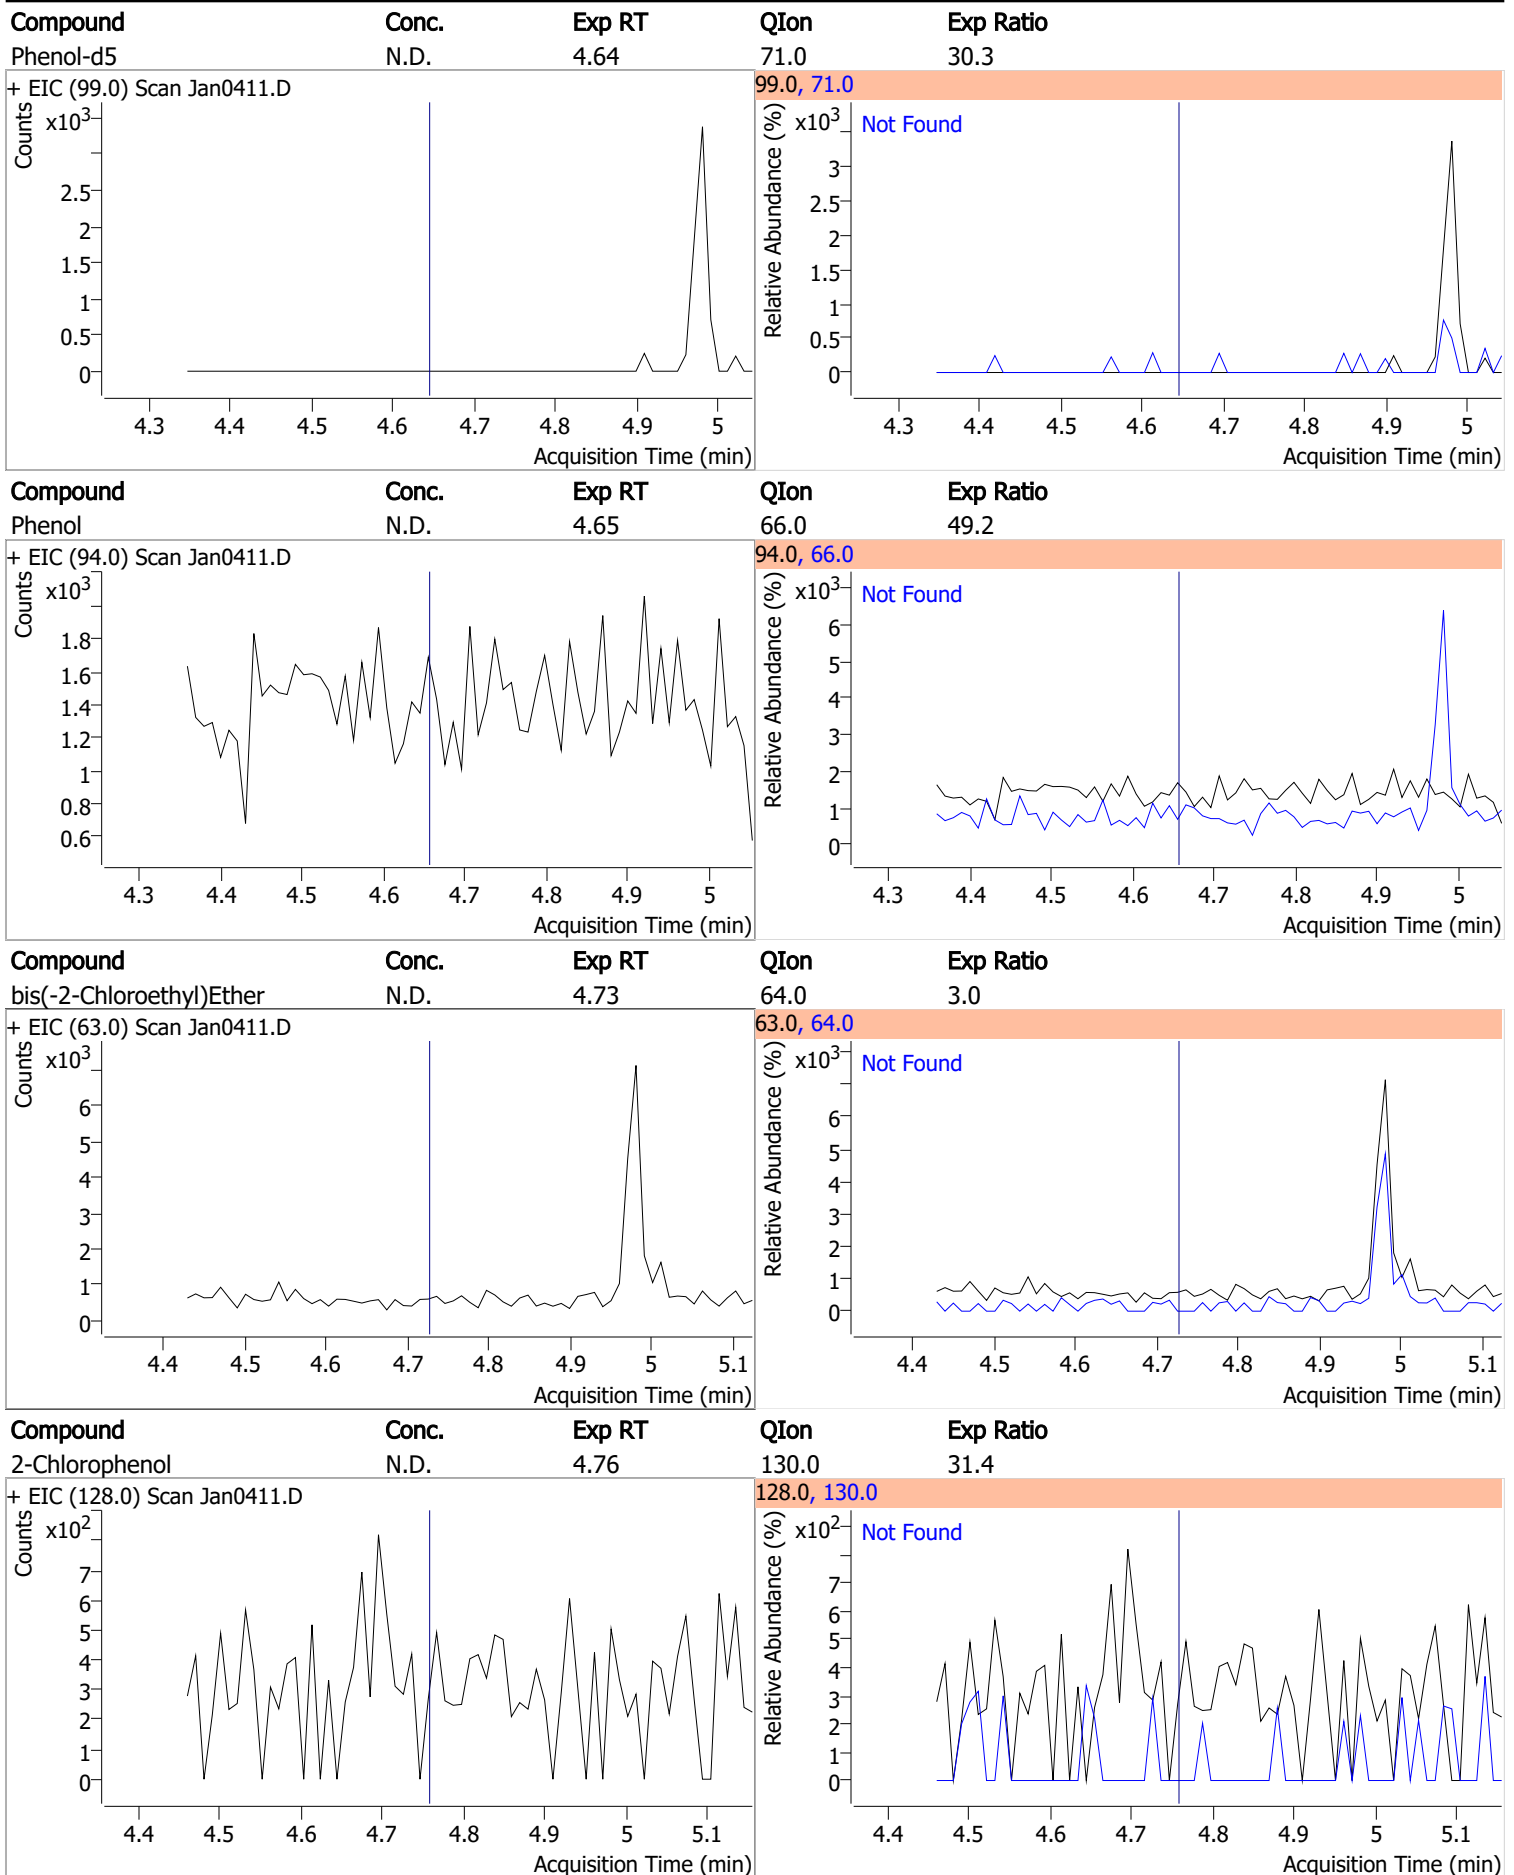 Compound Conc. Exp RT QIon Exp Ratio
Phenol-d5 N.D. 4.64 71.0 30.3
+ EIC (99.0) Scan Jan0411.D 99.0, 71.0
Counts x10³ 2.5 2 1.5 1 0.5 0
4.3 4.4 4.5 4.6 4.7 4.8 4.9 5
Acquisition Time (min)
Relative Abundance (%) x10³ Not Found 3 2.5 2 1.5 1 0.5 0
4.3 4.4 4.5 4.6 4.7 4.8 4.9 5
Acquisition Time (min)
Compound Conc. Exp RT QIon Exp Ratio
Phenol N.D. 4.65 66.0 49.2
+ EIC (94.0) Scan Jan0411.D 94.0, 66.0
Counts x10³ 1.8 1.6 1.4 1.2 1 0.8 0.6
4.3 4.4 4.5 4.6 4.7 4.8 4.9 5
Acquisition Time (min)
Relative Abundance (%) x10³ Not Found 6 5 4 3 2 1 0
4.3 4.4 4.5 4.6 4.7 4.8 4.9 5
Acquisition Time (min)
Compound Conc. Exp RT QIon Exp Ratio
bis(-2-Chloroethyl)Ether N.D. 4.73 64.0 3.0
+ EIC (63.0) Scan Jan0411.D 63.0, 64.0
Counts x10³ 6 5 4 3 2 1 0
4.4 4.5 4.6 4.7 4.8 4.9 5 5.1
Acquisition Time (min)
Relative Abundance (%) x10³ Not Found 6 5 4 3 2 1 0
4.4 4.5 4.6 4.7 4.8 4.9 5 5.1
Acquisition Time (min)
Compound Conc. Exp RT QIon Exp Ratio
2-Chlorophenol N.D. 4.76 130.0 31.4
+ EIC (128.0) Scan Jan0411.D 128.0, 130.0
Counts x10² 7 6 5 4 3 2 1 0
4.4 4.5 4.6 4.7 4.8 4.9 5 5.1
Acquisition Time (min)
Relative Abundance (%) x10² Not Found 7 6 5 4 3 2 1 0
4.4 4.5 4.6 4.7 4.8 4.9 5 5.1
Acquisition Time (min)